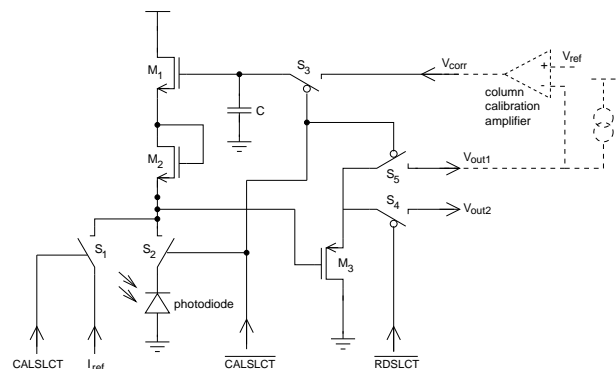 M1
S3
Vcorr
Vref
+
-
column
calibration
amplifier
C
M2
S5
Vout1
S4
Vout2
S1
S2
M3
photodiode
CALSLCT
Iref
CALSLCT
RDSLCT